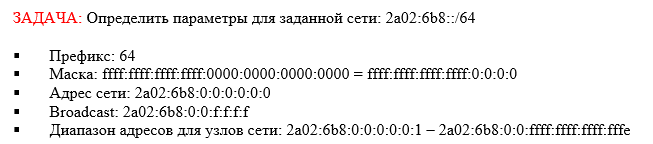 ЗАДАЧА: Определить параметры для заданной сети: 2a02:6b8::/64
▪ Префикс: 64
▪ Маска: ffff:ffff:ffff:ffff:0000:0000:0000:0000 = ffff:ffff:ffff:ffff:0:0:0:0
▪ Адрес сети: 2a02:6b8:0:0:0:0:0:0
▪ Broadcast: 2a02:6b8:0:0:f:f:f:f
▪ Диапазон адресов для узлов сети: 2a02:6b8:0:0:0:0:0:1 – 2a02:6b8:0:0:ffff:ffff:ffff:fffe